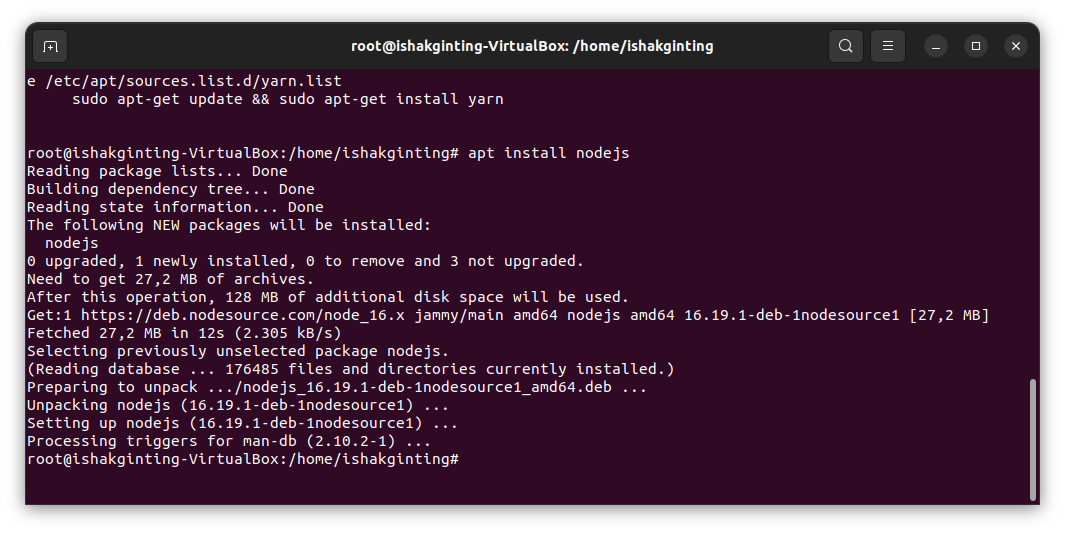 root@ishakginting-VirtualBox: /home/ishakginting
e /etc/apt/sources.list.d/yarn.list
     sudo apt-get update && sudo apt-get install yarn
root@ishakginting-VirtualBox:/home/ishakginting# apt install nodejs
Reading package lists... Done
Building dependency tree... Done
Reading state information... Done
The following NEW packages will be installed:
  nodejs
0 upgraded, 1 newly installed, 0 to remove and 3 not upgraded.
Need to get 27,2 MB of archives.
After this operation, 128 MB of additional disk space will be used.
Get:1 https://deb.nodesource.com/node_16.x jammy/main amd64 nodejs amd64 16.19.1-deb-1nodesource1 [27,2 MB]
Fetched 27,2 MB in 12s (2.305 kB/s)
Selecting previously unselected package nodejs.
(Reading database ... 176485 files and directories currently installed.)
Preparing to unpack .../nodejs_16.19.1-deb-1nodesource1_amd64.deb ...
Unpacking nodejs (16.19.1-deb-1nodesource1) ...
Setting up nodejs (16.19.1-deb-1nodesource1) ...
Processing triggers for man-db (2.10.2-1) ...
root@ishakginting-VirtualBox:/home/ishakginting#